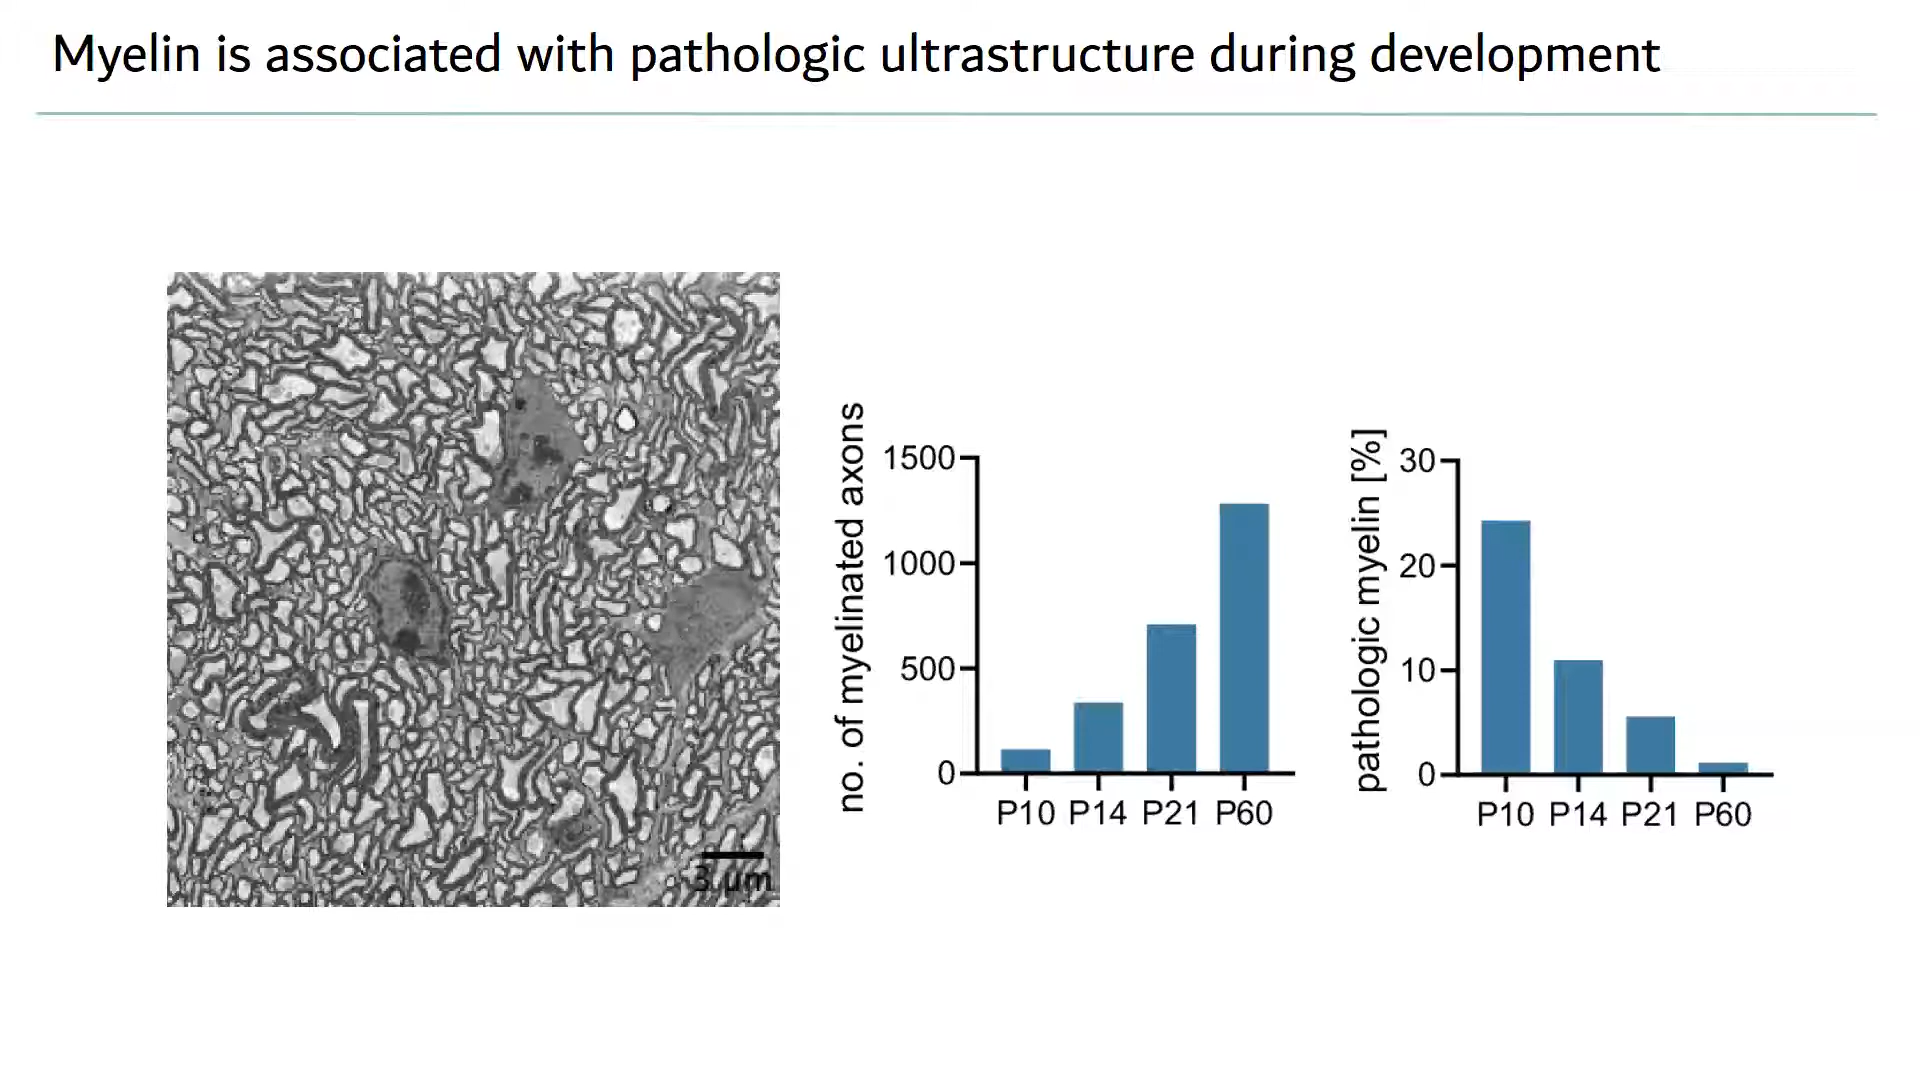 Myelin is associated with pathologic ultrastructure during development
3 µm
no. of myelinated axons
1500
1000
500
0
P10 P14 P21 P60
pathologic myelin [%]
30
20
10
0
P10 P14 P21 P60